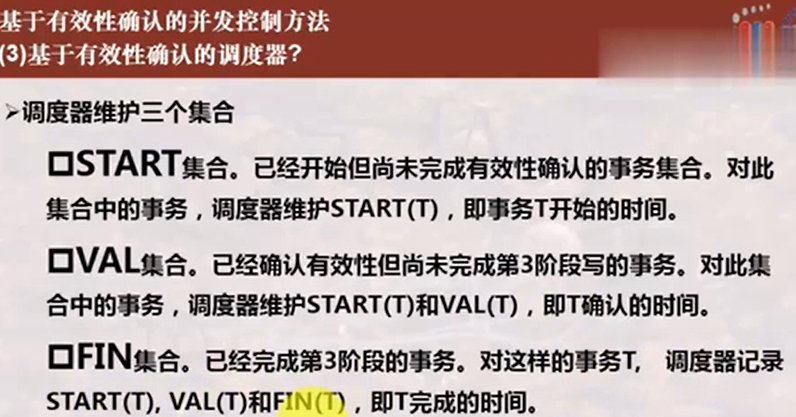 基于有效性确认的并发控制方法
(3)基于有效性确认的调度器?
➢调度器维护三个集合
□START集合。已经开始但尚未完成有效性确认的事务集合。对此
集合中的事务，调度器维护START(T)，即事务T开始的时间。
□VAL集合。已经确认有效性但尚未完成第3阶段写的事务。对此集
合中的事务，调度器维护START(T)和VAL(T)，即T确认的时间。
□FIN集合。已经完成第3阶段的事务。对这样的事务T, 调度器记录
START(T), VAL(T)和FIN(T)，即T完成的时间。